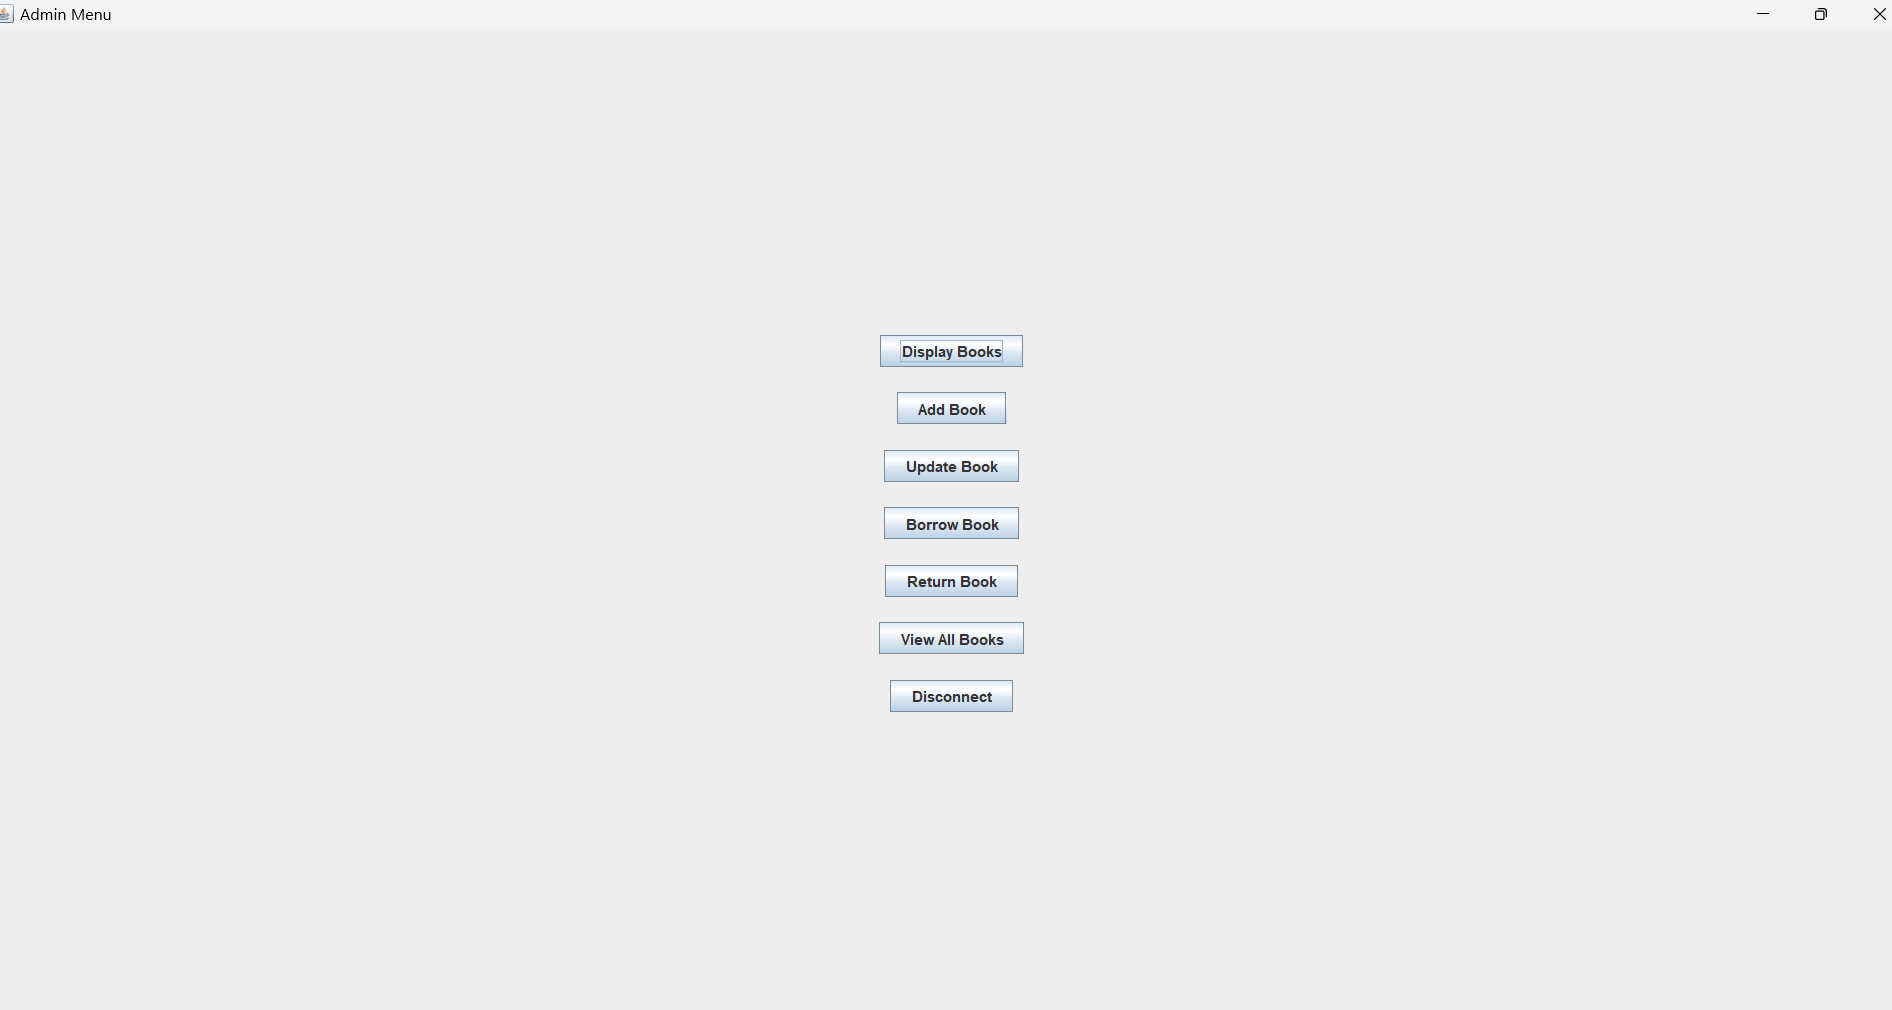 Admin Menu
Display Books
Add Book
Update Book
Borrow Book
Return Book
View All Books
Disconnect